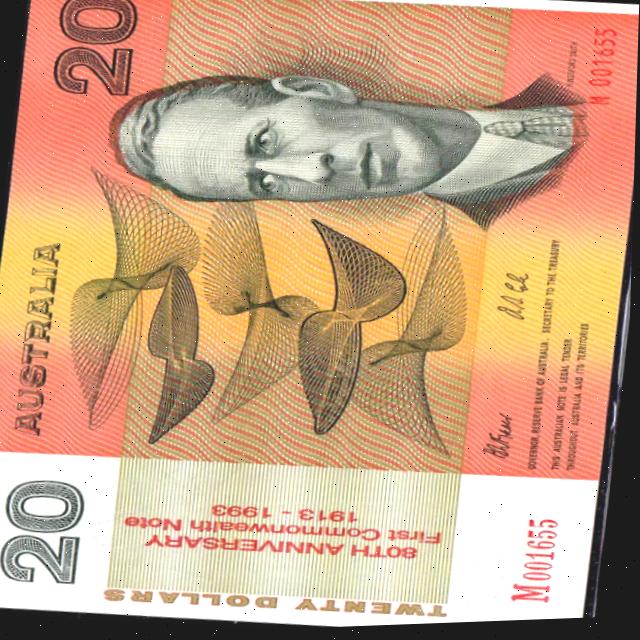 20
AUSTRALIA
20
M 001655
GOVERNOR, RESERVE BANK OF AUSTRALIA. SECRETARY TO THE TREASURY
THIS AUSTRALIAN NOTE IS LEGAL TENDER
THROUGHOUT AUSTRALIA AND ITS TERRITORIES
M001655
80TH ANNIVERSARY
First Commonwealth Note
1913 - 1993
TWENTY DOLLARS